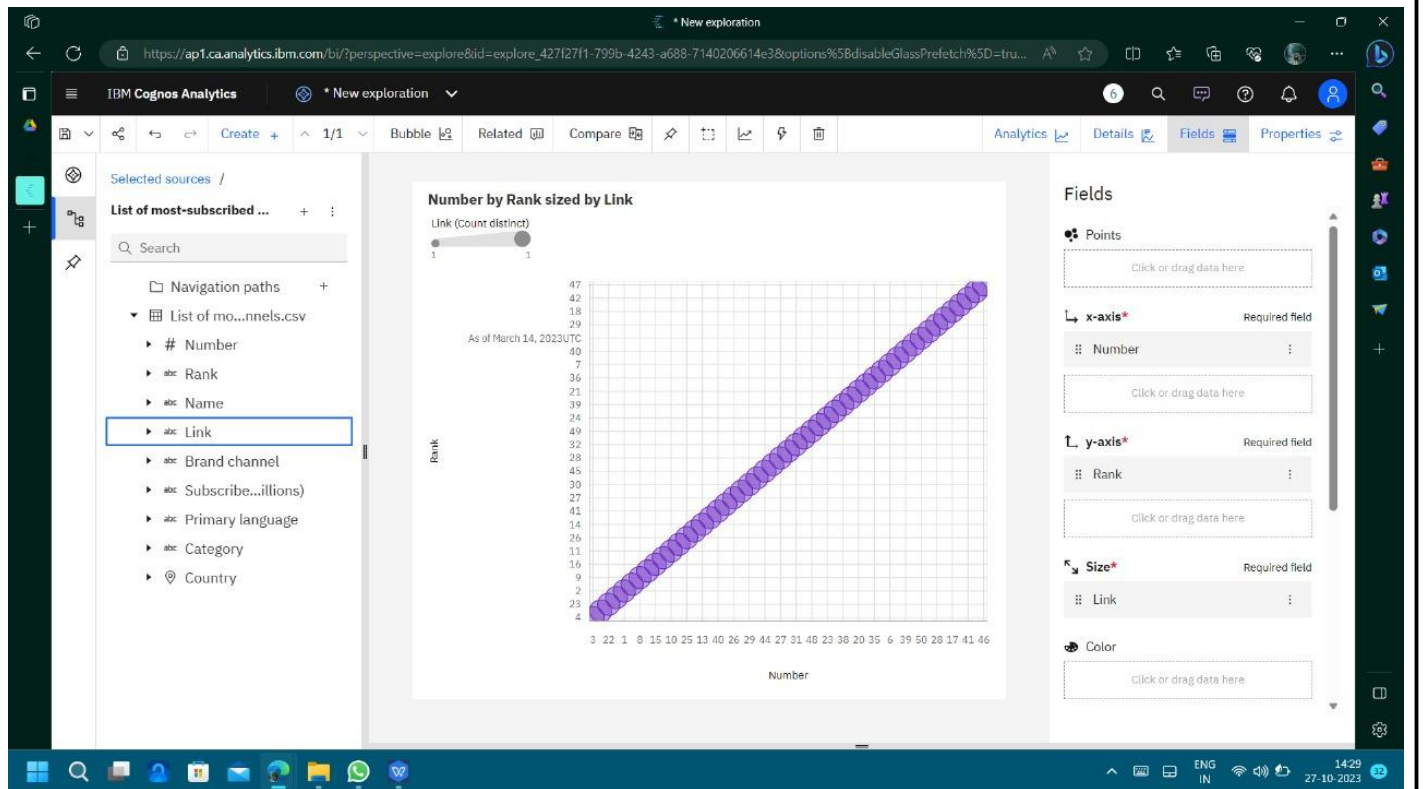 * New exploration
https://ap1.ca.analytics.ibm.com/bi/?perspective=explore&id=explore_427f27f1-799b-4243-a688-7140206614e3&options%5BdisableGlassPrefetch%5D=tru...
IBM Cognos Analytics
* New exploration
6
1/1
Create +
Bubble
Related
Compare
Analytics
Details
Fields
Properties
Selected sources /
List of most-subscribed ...
Search
Navigation paths
List of mo...nnels.csv
# Number
abc Rank
abc Name
abc Link
abc Brand channel
abc Subscribe...illions)
abc Primary language
abc Category
Country
Number by Rank sized by Link
Link (Count distinct)
1 1
47
42
18
29
As of March 14, 2023UTC
40
7
36
21
39
24
49
32
28
45
30
27
41
14
26
11
16
9
2
23
4
Rank
3 22 1 8 15 10 25 13 40 26 29 44 27 31 48 23 38 20 35 6 39 50 28 17 41 46
Number
Fields
Points
Click or drag data here
x-axis* Required field
Number
Click or drag data here
y-axis* Required field
Rank
Click or drag data here
Size* Required field
Link
Color
Click or drag data here
ENG
IN
14:29
27-10-2023
32